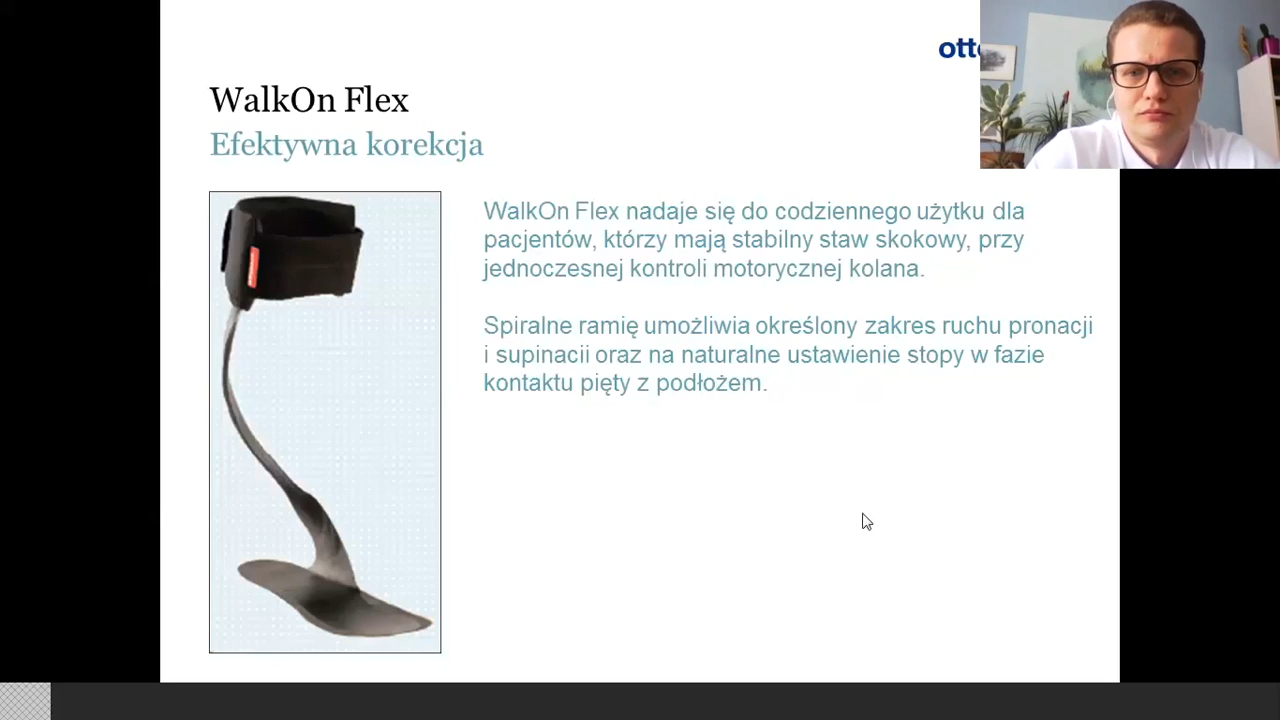 WalkOn Flex
Efektywna korekcja
WalkOn Flex nadaje się do codziennego użytku dla
pacjentów, którzy mają stabilny staw skokowy, przy
jednoczesnej kontroli motorycznej kolana.
Spiralne ramię umożliwia określony zakres ruchu pronacji
i supinacii oraz na naturalne ustawienie stopy w fazie
kontaktu pięty z podłożem.